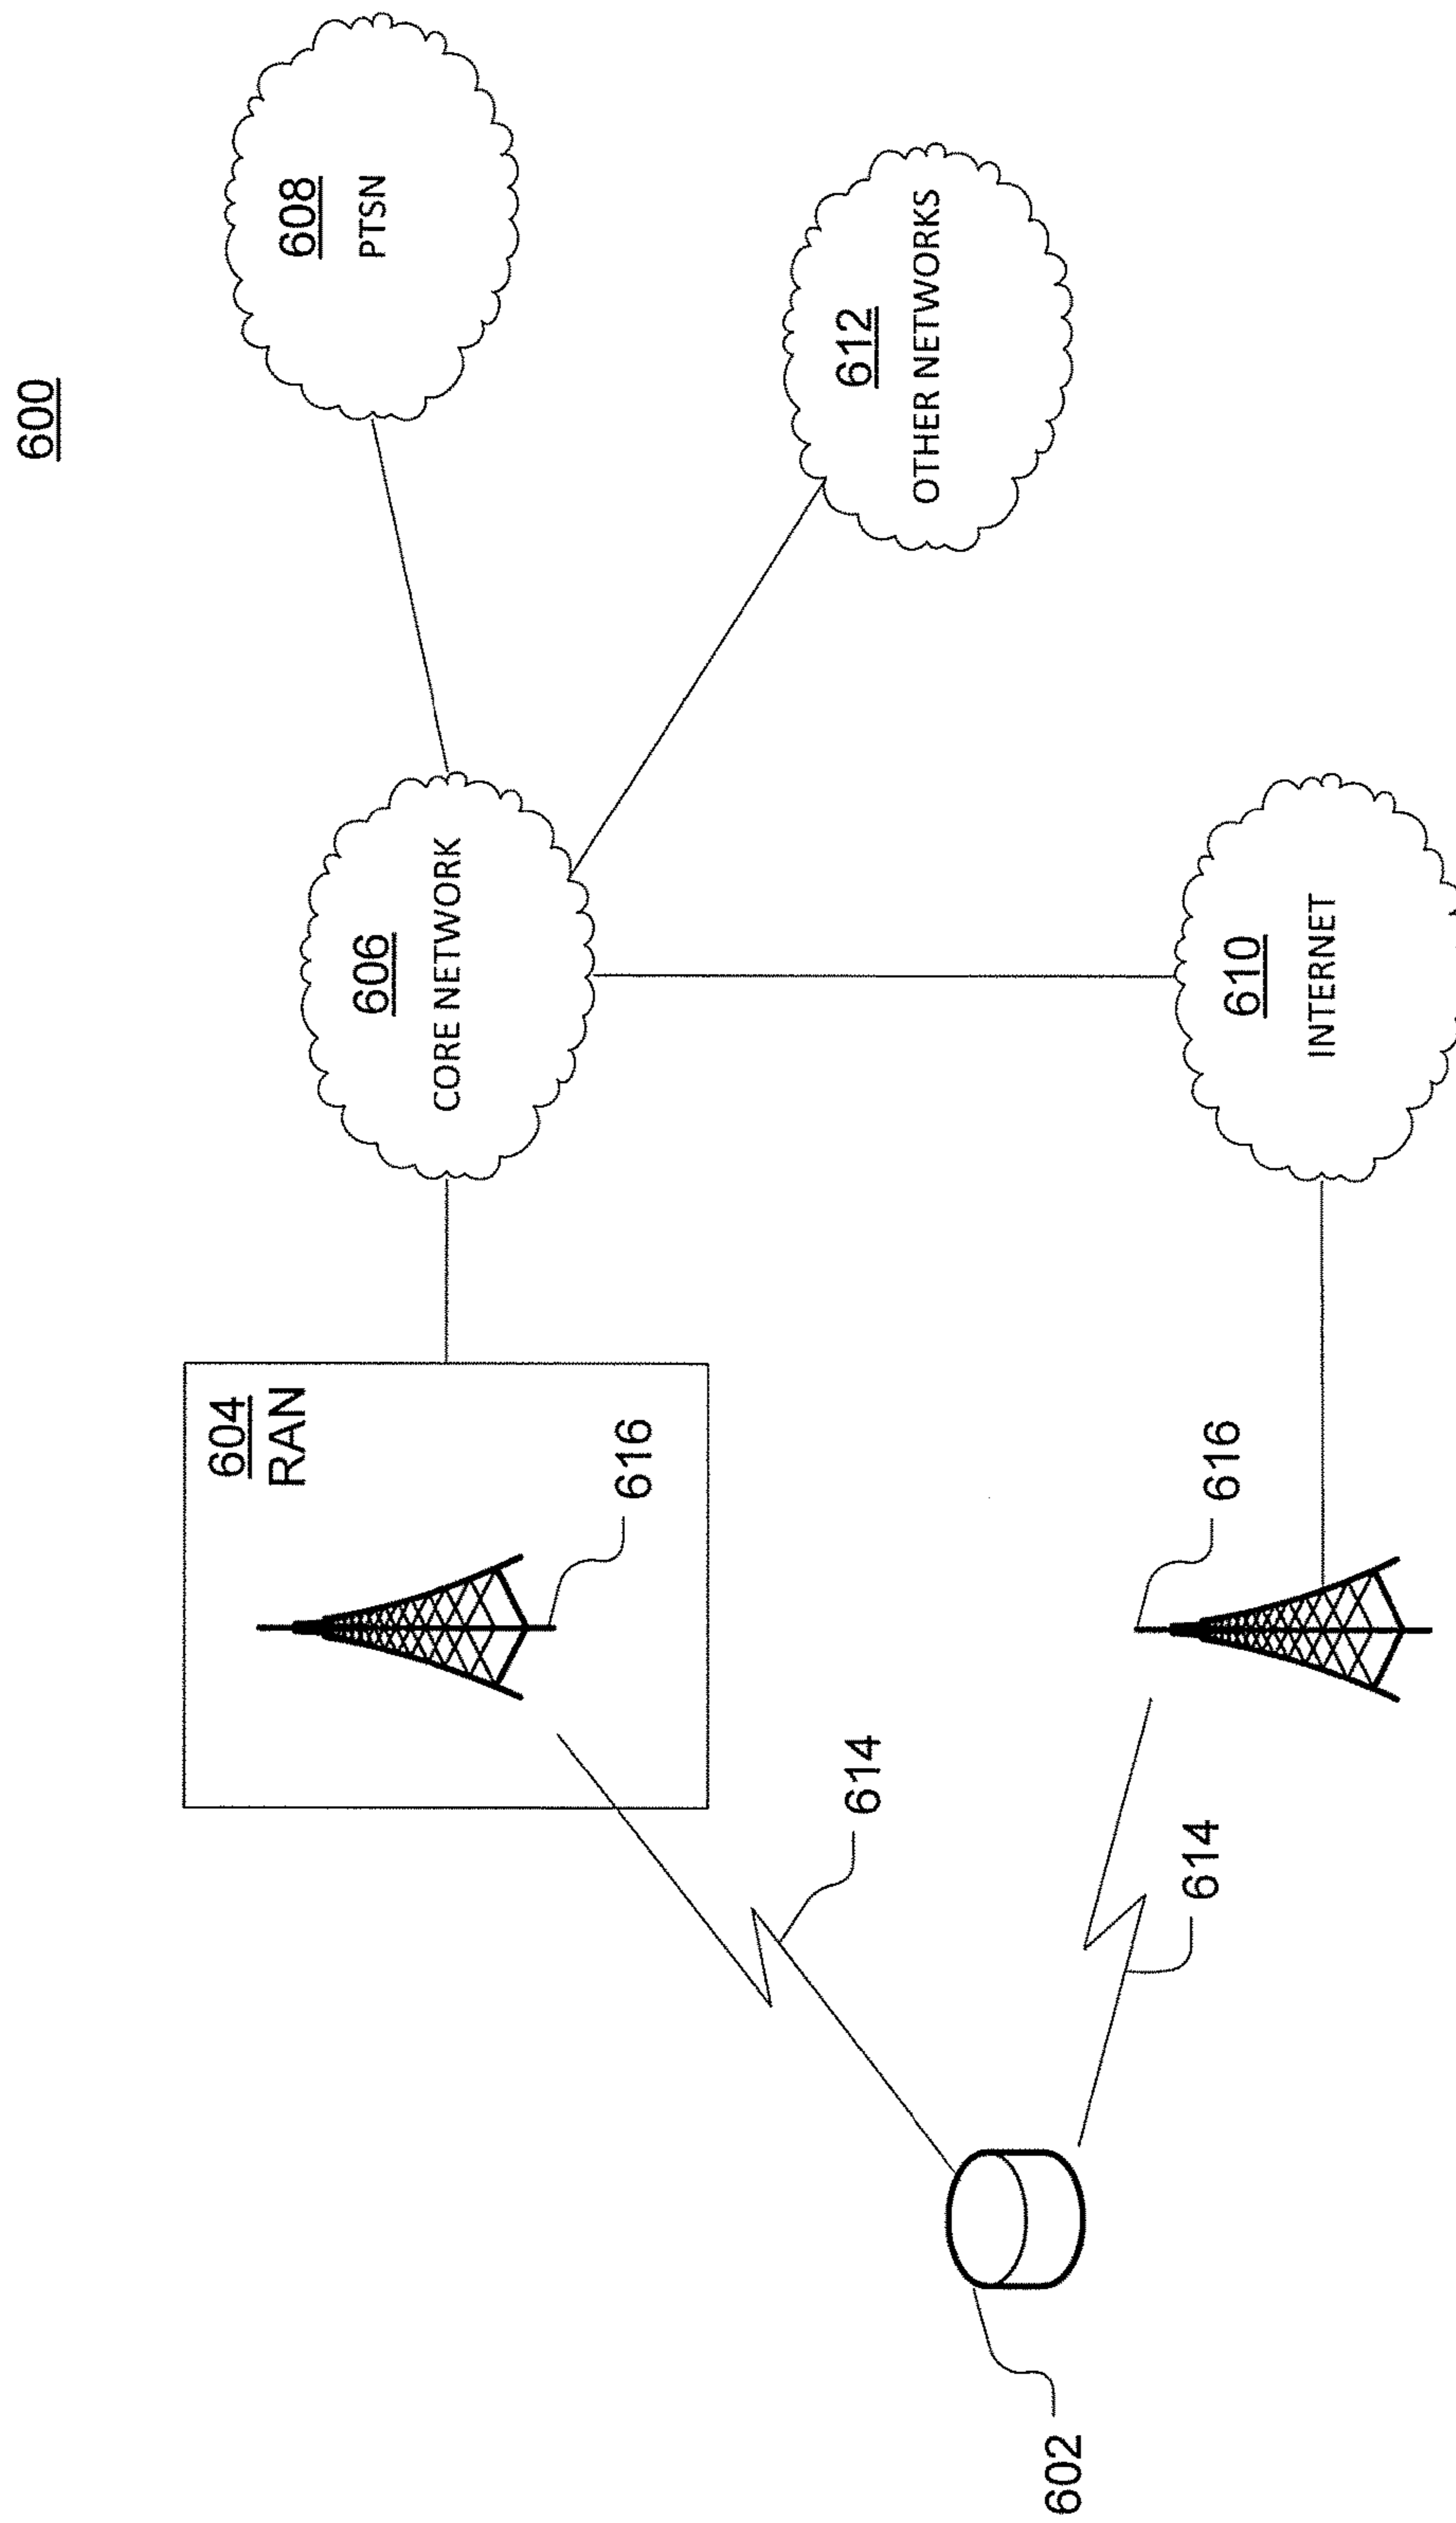 600
604
RAN
616
606
CORE NETWORK
608
PTSN
612
OTHER NETWORKS
614
602
614
616
610
INTERNET